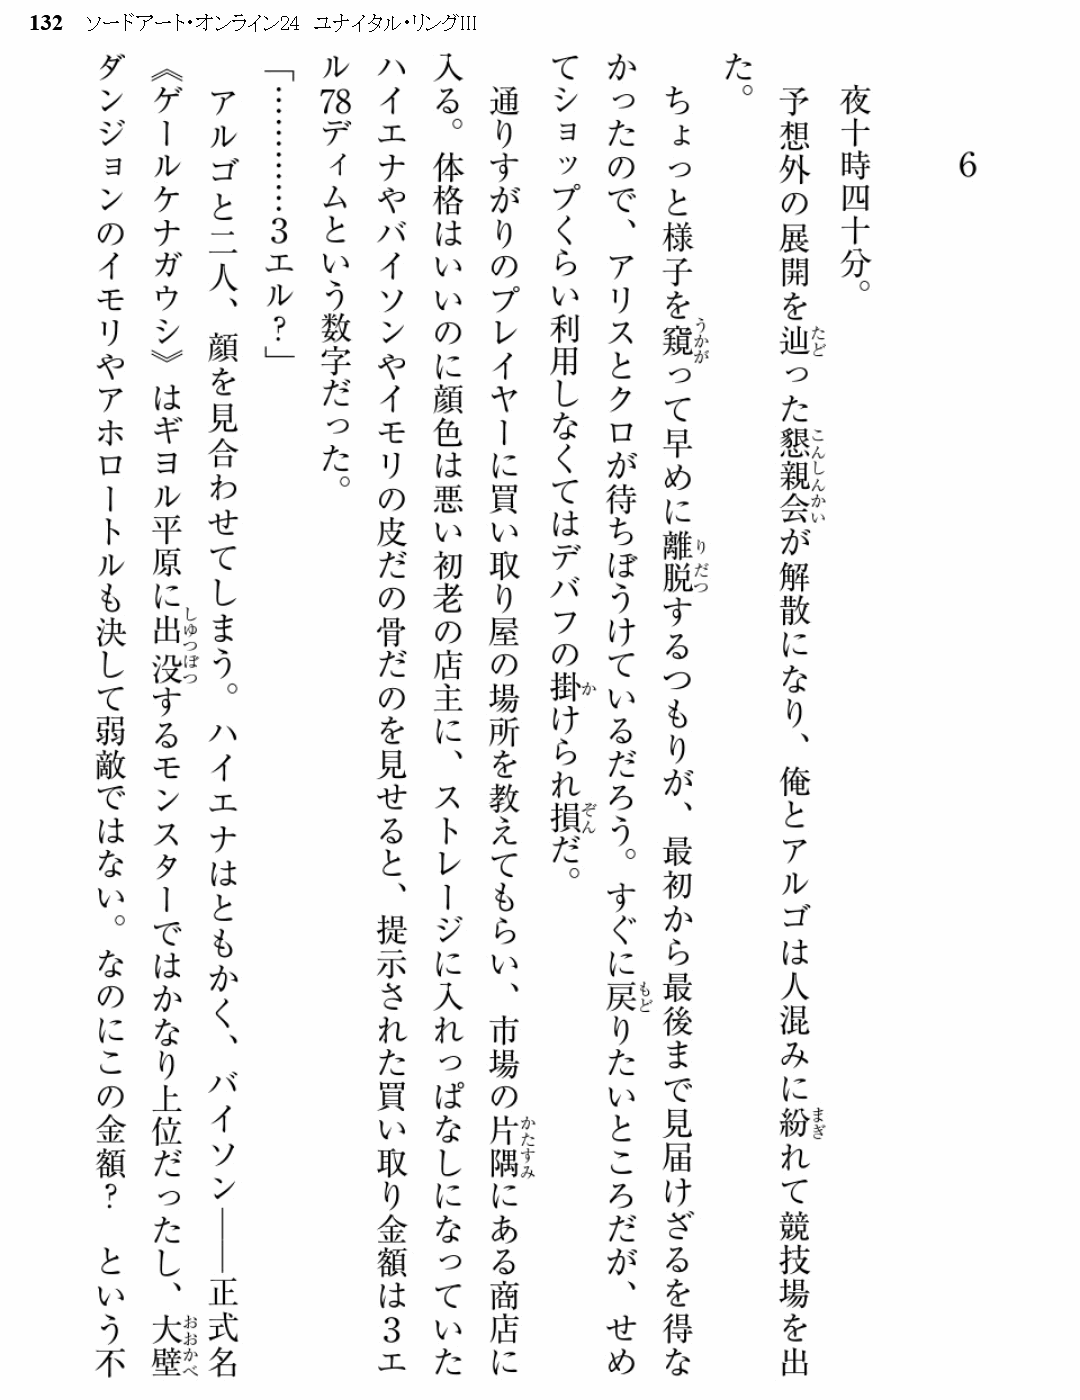 132 ソードアート・オンライン24 ユナイタル・リングIII
6
夜十時四十分。
予想外の展開を辿った懇親会が解散になり、俺とアルゴは人混みに紛れて競技場を出
た。
ちょっと様子を窺って早めに離脱するつもりが、最初から最後まで見届けざるを得な
かったので、アリスとクロが待ちぼうけているだろう。すぐに戻りたいところだが、せめ
てショップくらい利用しなくてはデバフの掛けられ損だ。
通りすがりのプレイヤーに買い取り屋の場所を教えてもらい、市場の片隅にある商店に
入る。体格はいいのに顔色は悪い初老の店主に、ストレージに入れっぱなしになっていた
ハイエナやバイソンやイモリの皮だの骨だのを見せると、提示された買い取り金額は3エ
ル78ディムという数字だった。
「…………3エル?」
アルゴと二人、顔を見合わせてしまう。ハイエナはともかく、バイソン――正式名
《ゲールケナガウシ》はギヨル平原に出没するモンスターではかなり上位だったし、大壁
ダンジョンのイモリやアホロートルも決して弱敵ではない。なのにこの金額? という不